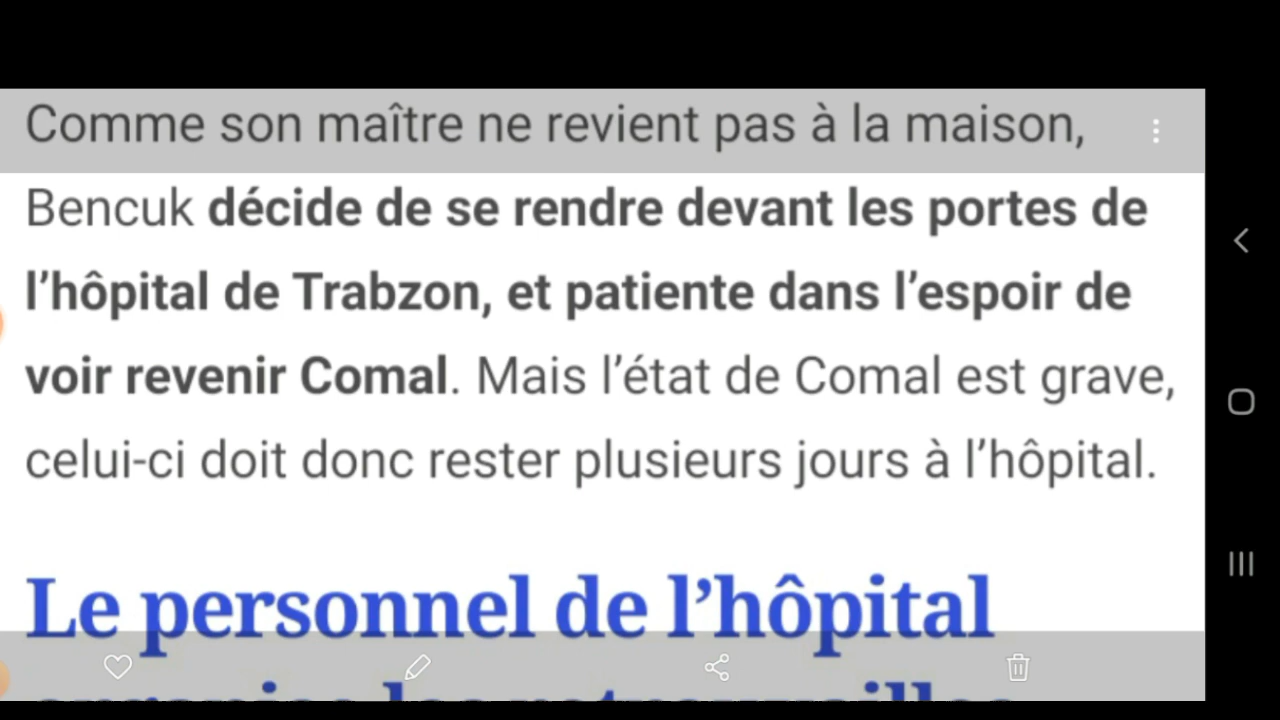 Comme son maître ne revient pas à la maison,
Bencuk décide de se rendre devant les portes de
l’hôpital de Trabzon, et patiente dans l’espoir de
voir revenir Comal. Mais l’état de Comal est grave,
celui-ci doit donc rester plusieurs jours à l’hôpital.
Le personnel de l’hôpital